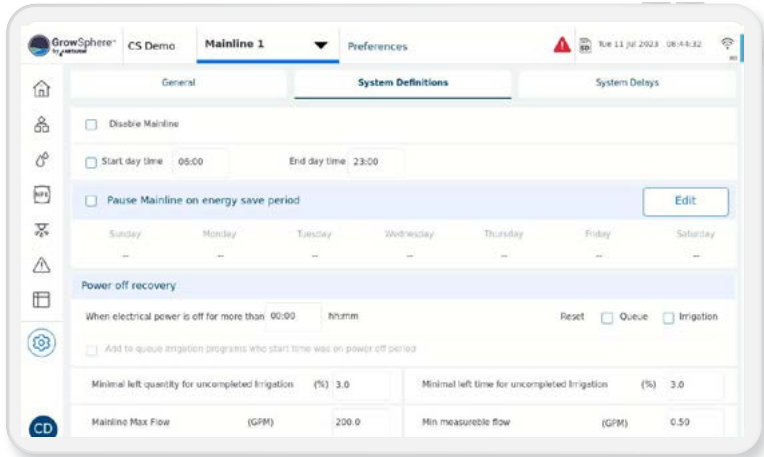 GrowSphere™ CS Demo Mainline 1 Preferences SD Tue 11 Jul 2023 08:44:32
General System Definitions System Delays
Disable Mainline
Start day time 06:00 End day time 23:00
Pause Mainline on energy save period Edit
Sunday Monday Tuesday Wednesday Thursday Friday Saturday
-- -- -- -- -- -- --
Power off recovery
When electrical power is off for more than 00:00 hh:mm Reset Queue Irrigation
Add to queue irrigation programs who start time was on power off period
Minimal left quantity for uncompleted Irrigation (%) 3.0 Minimal left time for uncompleted Irrigation (%) 3.0
Mainline Max Flow (GPM) 200.0 Min measureble flow (GPM) 0.50
CD